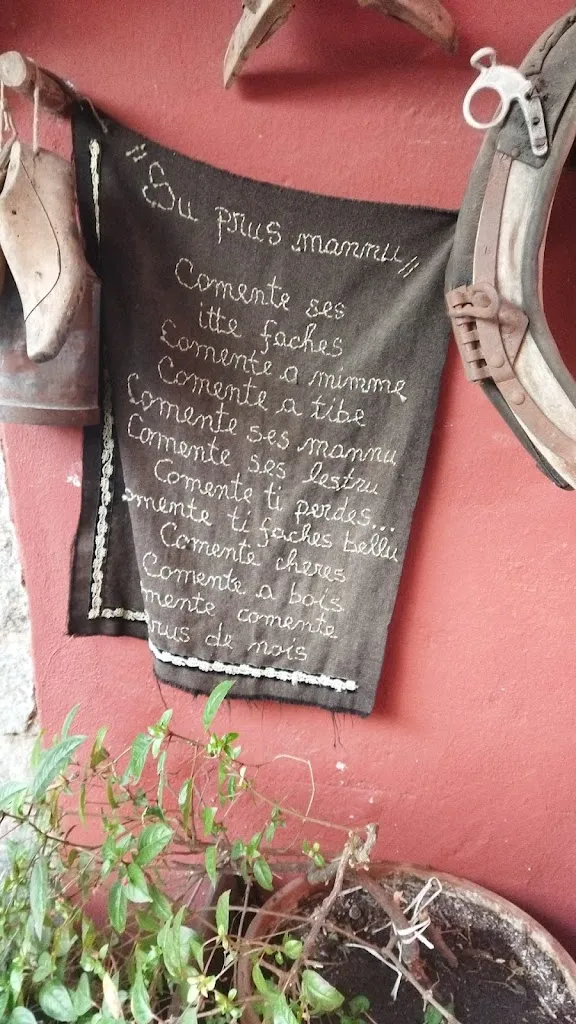 "Su prus mannu"
Comente ses
itte faches
Comente a mimme
Comente a tibe
Comente ses mannu
Comente ses lestru
Comente ti perdes...
omente ti faches bellu
Comente cheres
Comente a bois
mente comente
rus de nois